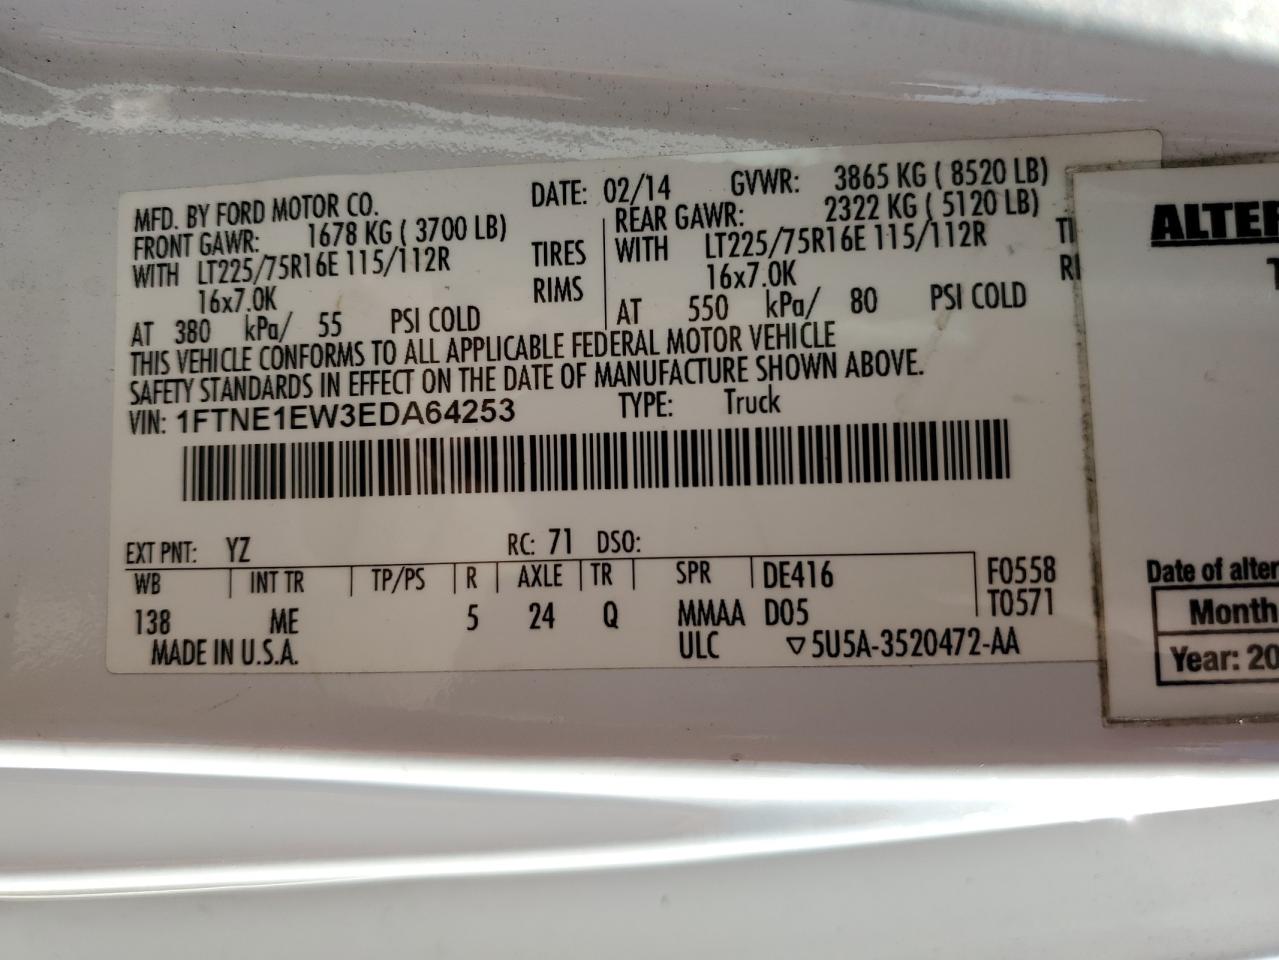 MFD. BY FORD MOTOR CO. DATE: 02/14 GVWR: 3865 KG ( 8520 LB)
FRONT GAWR: 1678 KG ( 3700 LB) REAR GAWR: 2322 KG ( 5120 LB)
WITH LT225/75R16E 115/112R TIRES WITH LT225/75R16E 115/112R TI
16x7.0K RIMS 16x7.0K RI
AT 380 kPa/ 55 PSI COLD AT 550 kPa/ 80 PSI COLD
THIS VEHICLE CONFORMS TO ALL APPLICABLE FEDERAL MOTOR VEHICLE
SAFETY STANDARDS IN EFFECT ON THE DATE OF MANUFACTURE SHOWN ABOVE.
VIN: 1FTNE1EW3EDA64253 TYPE: Truck
EXT PNT: YZ RC: 71 DSO:
WB INT TR TP/PS R AXLE TR SPR DE416 F0558
138 ME 5 24 Q MMAA D05 T0571
MADE IN U.S.A. ULC ▽5U5A-3520472-AA
ALTER
Date of alter
Month
Year: 20